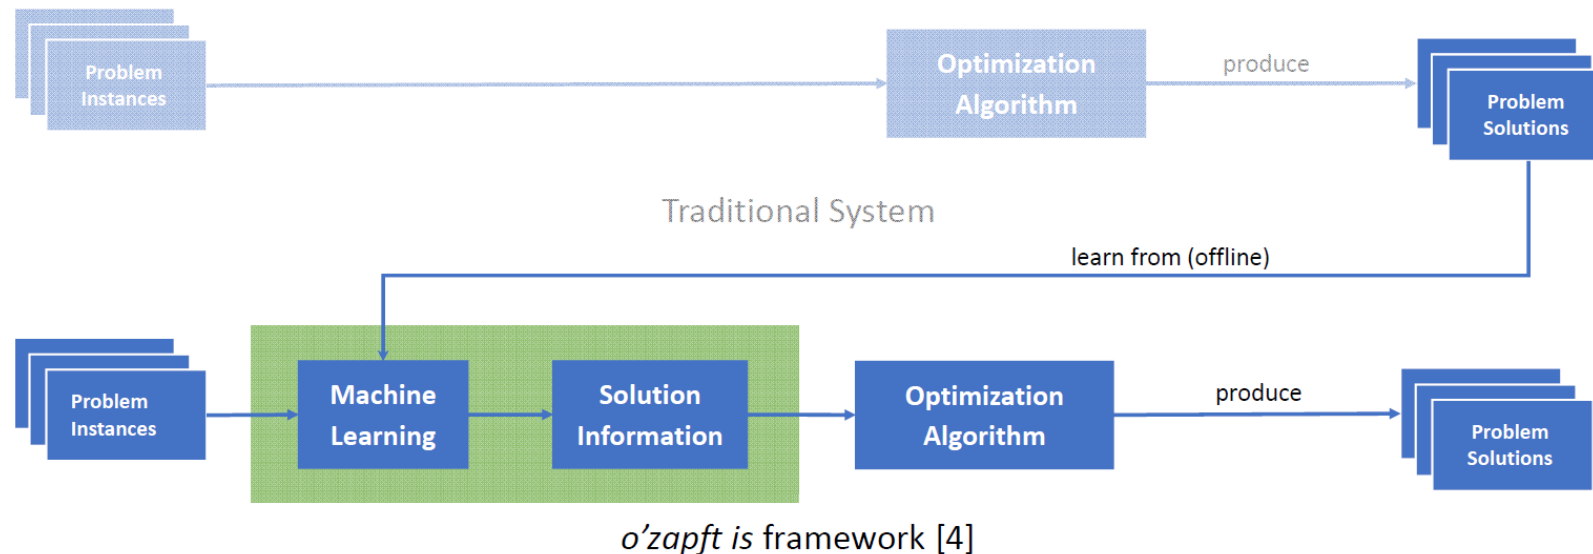 Problem
Instances
Optimization
Algorithm
produce
Problem
Solutions
Traditional System
learn from (offline)
Problem
Instances
Machine
Learning
Solution
Information
Optimization
Algorithm
produce
Problem
Solutions
o'zapft is framework [4]